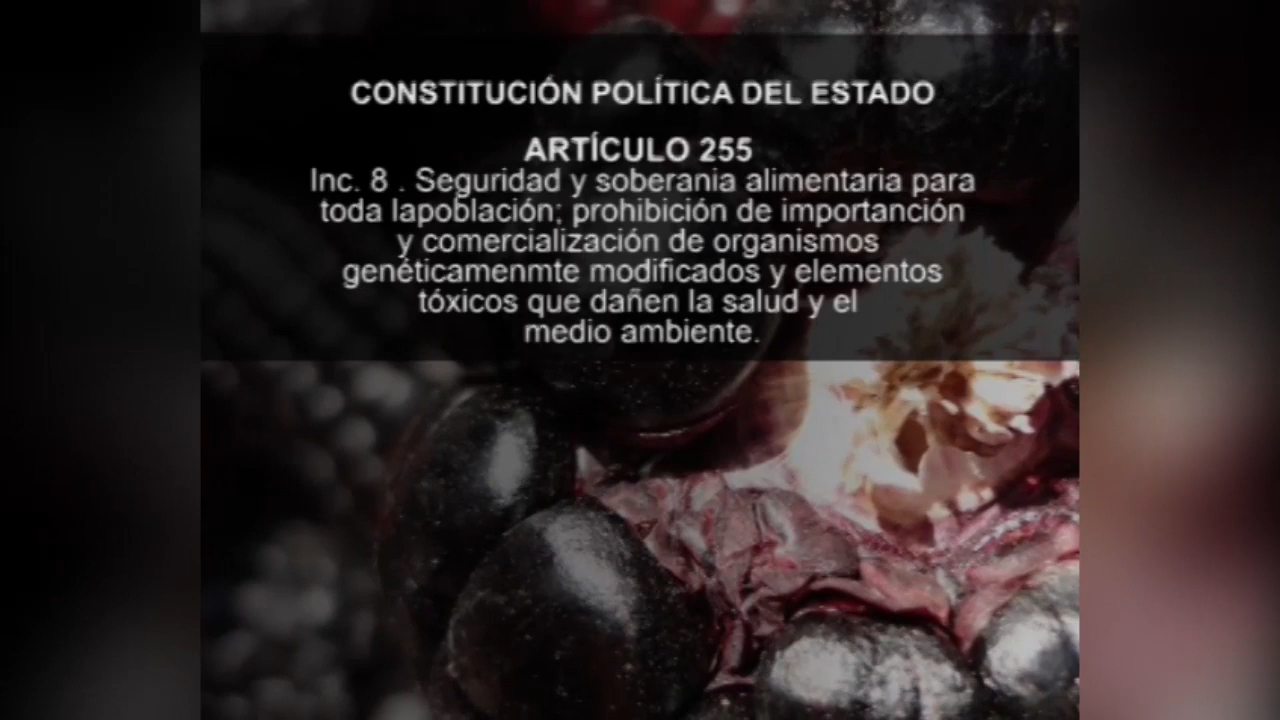 CONSTITUCIÓN POLÍTICA DEL ESTADO
ARTÍCULO 255
Inc. 8 . Seguridad y soberania alimentaria para
toda lapoblación; prohibición de importanción
y comercialización de organismos
genéticamenmte modificados y elementos
tóxicos que dañen la salud y el
medio ambiente.